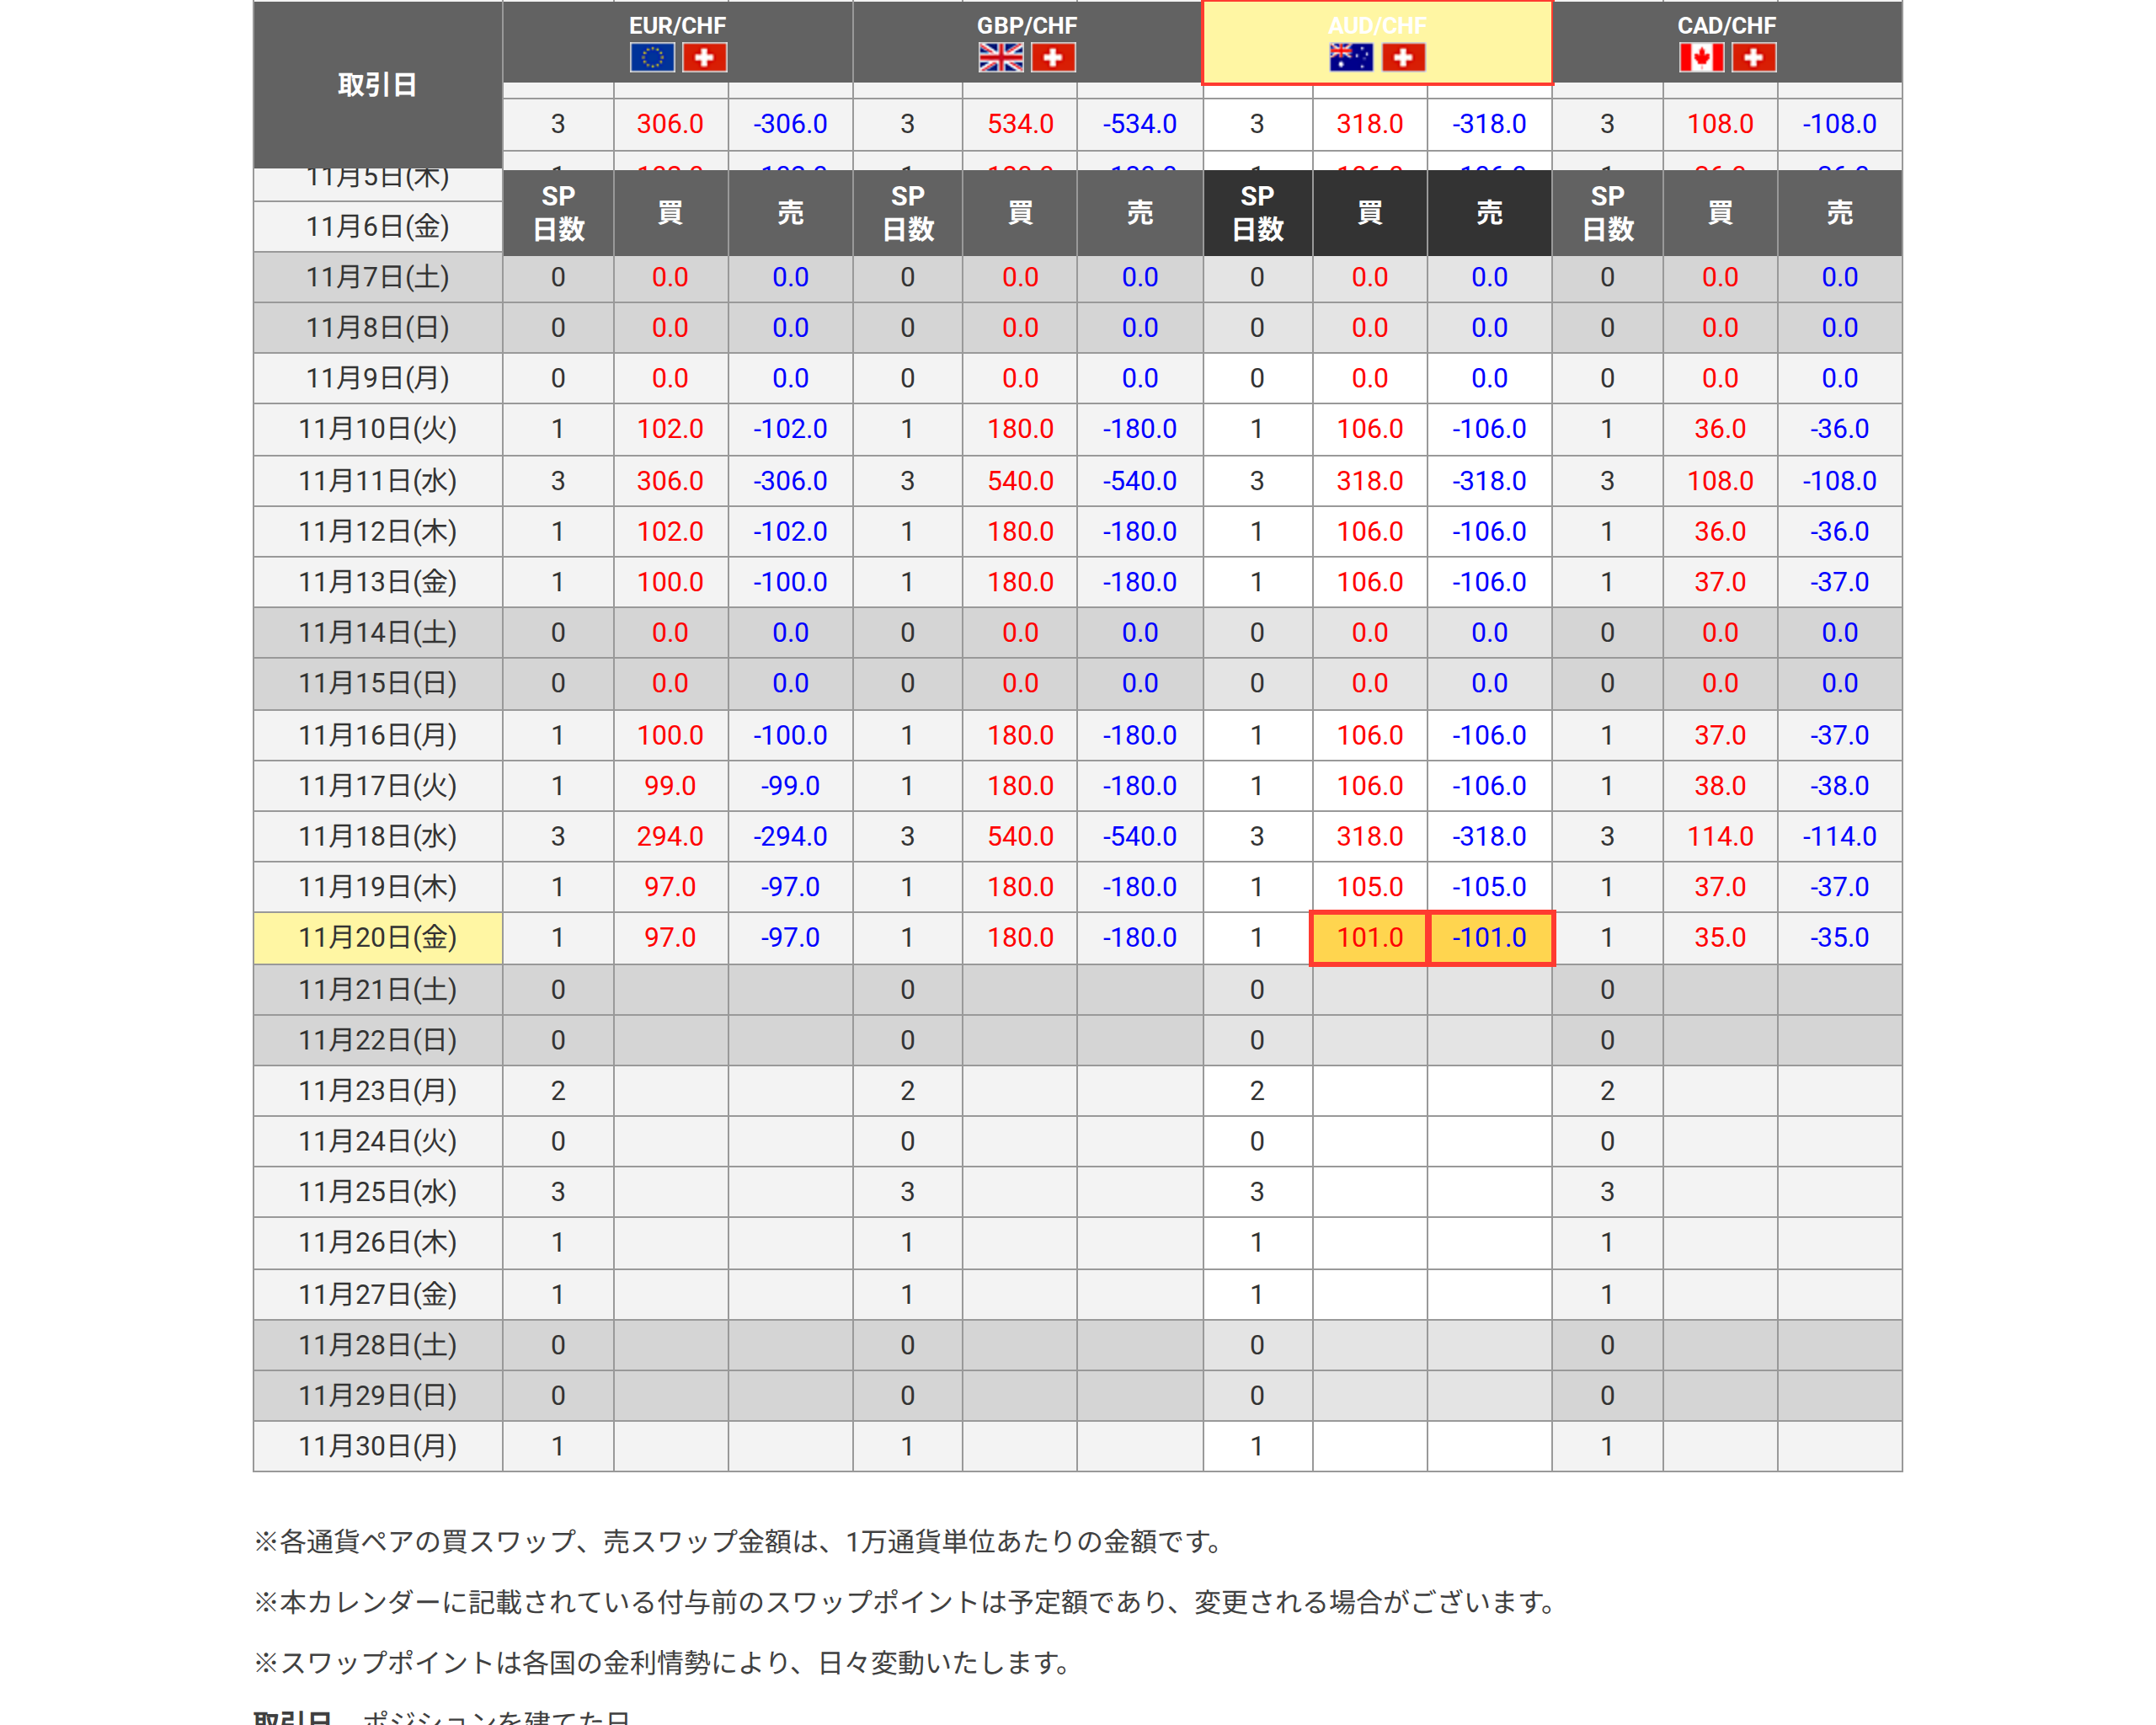 取引日 EUR/CHF GBP/CHF AUD/CHF CAD/CHF
3 306.0 -306.0 3 534.0 -534.0 3 318.0 -318.0 3 108.0 -108.0
11月5日(木)
SP日数 買 売 SP日数 買 売 SP日数 買 売 SP日数 買 売
11月6日(金)
11月7日(土) 0 0.0 0.0 0 0.0 0.0 0 0.0 0.0 0 0.0 0.0
11月8日(日) 0 0.0 0.0 0 0.0 0.0 0 0.0 0.0 0 0.0 0.0
11月9日(月) 0 0.0 0.0 0 0.0 0.0 0 0.0 0.0 0 0.0 0.0
11月10日(火) 1 102.0 -102.0 1 180.0 -180.0 1 106.0 -106.0 1 36.0 -36.0
11月11日(水) 3 306.0 -306.0 3 540.0 -540.0 3 318.0 -318.0 3 108.0 -108.0
11月12日(木) 1 102.0 -102.0 1 180.0 -180.0 1 106.0 -106.0 1 36.0 -36.0
11月13日(金) 1 100.0 -100.0 1 180.0 -180.0 1 106.0 -106.0 1 37.0 -37.0
11月14日(土) 0 0.0 0.0 0 0.0 0.0 0 0.0 0.0 0 0.0 0.0
11月15日(日) 0 0.0 0.0 0 0.0 0.0 0 0.0 0.0 0 0.0 0.0
11月16日(月) 1 100.0 -100.0 1 180.0 -180.0 1 106.0 -106.0 1 37.0 -37.0
11月17日(火) 1 99.0 -99.0 1 180.0 -180.0 1 106.0 -106.0 1 38.0 -38.0
11月18日(水) 3 294.0 -294.0 3 540.0 -540.0 3 318.0 -318.0 3 114.0 -114.0
11月19日(木) 1 97.0 -97.0 1 180.0 -180.0 1 105.0 -105.0 1 37.0 -37.0
11月20日(金) 1 97.0 -97.0 1 180.0 -180.0 1 101.0 -101.0 1 35.0 -35.0
11月21日(土) 0 0 0 0
11月22日(日) 0 0 0 0
11月23日(月) 2 2 2 2
11月24日(火) 0 0 0 0
11月25日(水) 3 3 3 3
11月26日(木) 1 1 1 1
11月27日(金) 1 1 1 1
11月28日(土) 0 0 0 0
11月29日(日) 0 0 0 0
11月30日(月) 1 1 1 1
※各通貨ペアの買スワップ、売スワップ金額は、1万通貨単位あたりの金額です。
※本カレンダーに記載されている付与前のスワップポイントは予定額であり、変更される場合がございます。
※スワップポイントは各国の金利情勢により、日々変動いたします。
取引日 ポジションを建てた日